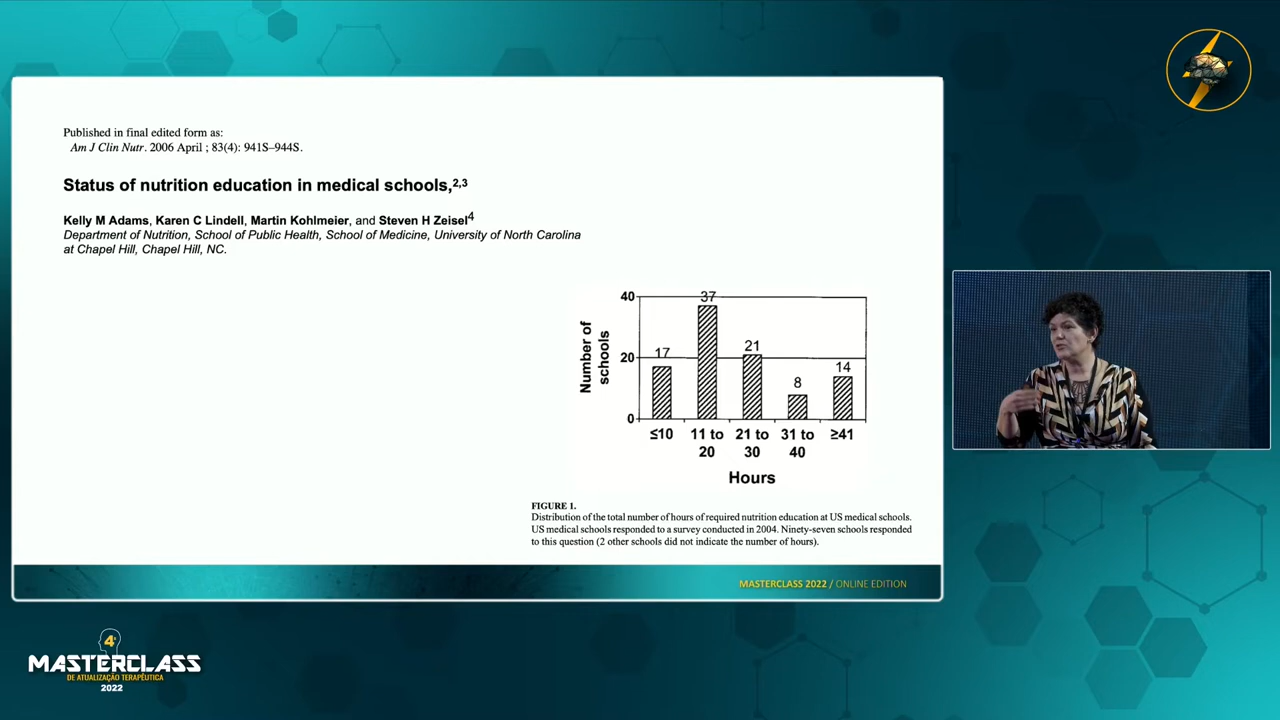 Published in final edited form as:
Am J Clin Nutr. 2006 April ; 83(4): 941S–944S.
Status of nutrition education in medical schools,2,3
Kelly M Adams, Karen C Lindell, Martin Kohlmeier, and Steven H Zeisel4
Department of Nutrition, School of Public Health, School of Medicine, University of North Carolina
at Chapel Hill, Chapel Hill, NC.
Number of
schools
40
20
0
17
37
21
8
14
≤10
11 to
20
21 to
30
31 to
40
≥41
Hours
FIGURE 1.
Distribution of the total number of hours of required nutrition education at US medical schools.
US medical schools responded to a survey conducted in 2004. Ninety-seven schools responded
to this question (2 other schools did not indicate the number of hours).
MASTERCLASS 2022 / ONLINE EDITION
4ª
MASTERCLASS
DE ATUALIZAÇÃO TERAPÊUTICA
2022